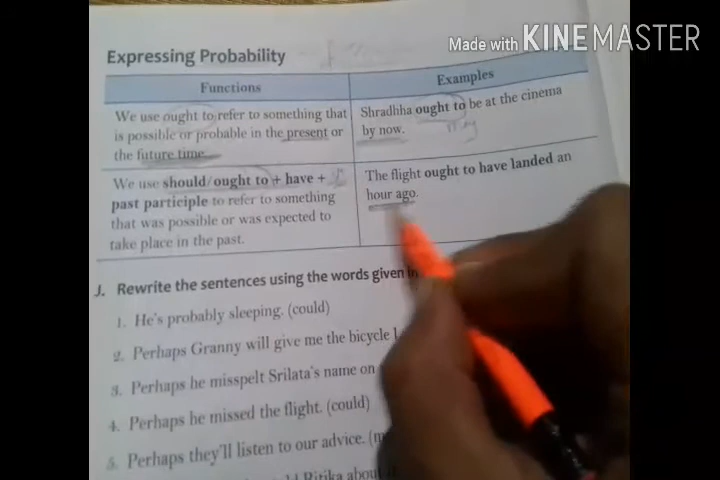 Made with KINEMASTER
Expressing Probability
Functions
Examples
We use ought to refer to something that
is possible or probable in the present or
the future time.
Shradhha ought to be at the cinema
by now.
We use should/ought to + have +
past participle to refer to something
that was possible or was expected to
take place in the past.
The flight ought to have landed an
hour ago.
J. Rewrite the sentences using the words given in
1. He's probably sleeping. (could)
2. Perhaps Granny will give me the bicycle I
3. Perhaps he misspelt Srilata's name on
4. Perhaps he missed the flight. (could)
5. Perhaps they'll listen to our advice. (m
Ritika about